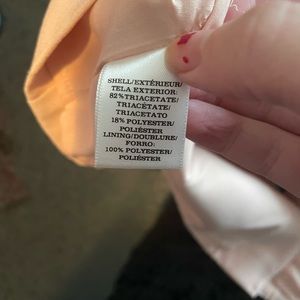 SHELL/EXTÉRIEUR/
TELA EXTERIOR:
82% TRIACETATE/
TRIACÉTATE/
TRIACETATO
18% POLYESTER/
POLIÉSTER
LINING/DOUBLURE/
FORRO:
100% POLYESTER/
POLIÉSTER